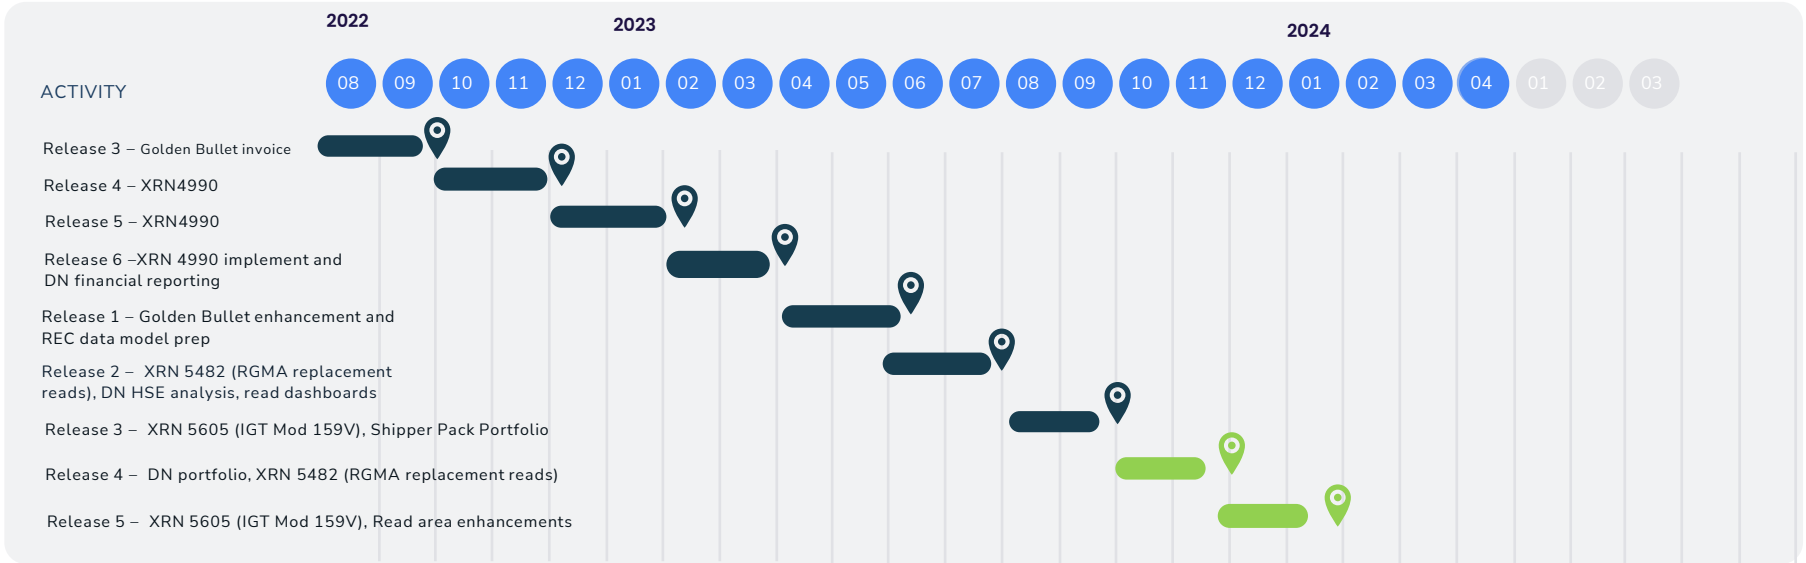 2022
2023
2024
ACTIVITY
08 09 10 11 12 01 02 03 04 05 06 07 08 09 10 11 12 01 02 03 04 01 02 03
Release 3 – Golden Bullet invoice
Release 4 – XRN4990
Release 5 – XRN4990
Release 6 –XRN 4990 implement and
DN financial reporting
Release 1 – Golden Bullet enhancement and
REC data model prep
Release 2 – XRN 5482 (RGMA replacement
reads), DN HSE analysis, read dashboards
Release 3 – XRN 5605 (IGT Mod 159V), Shipper Pack Portfolio
Release 4 – DN portfolio, XRN 5482 (RGMA replacement reads)
Release 5 – XRN 5605 (IGT Mod 159V), Read area enhancements